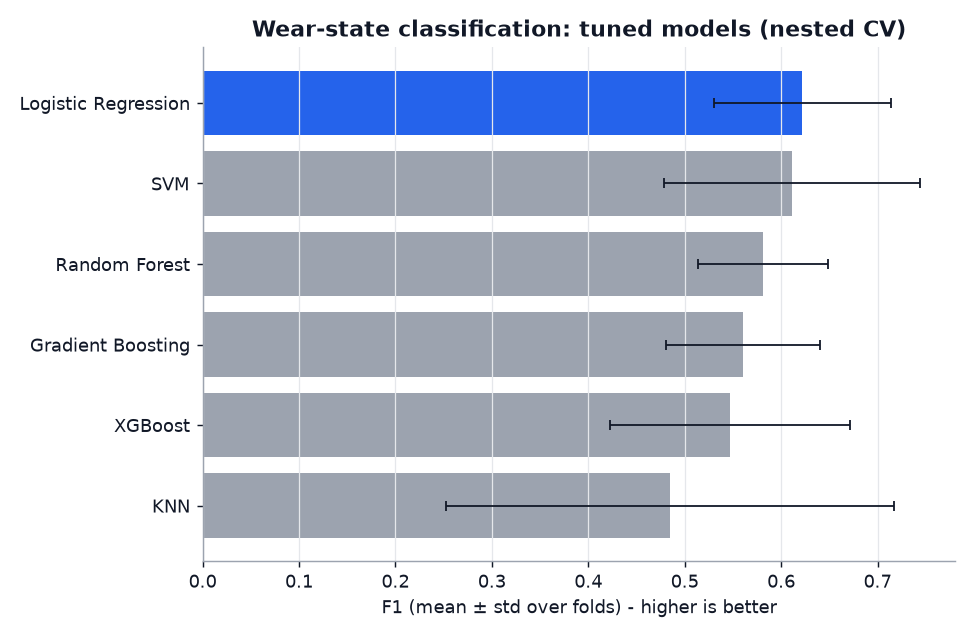 Wear-state classification: tuned models (nested CV)
Logistic Regression
SVM
Random Forest
Gradient Boosting
XGBoost
KNN
0.0 0.1 0.2 0.3 0.4 0.5 0.6 0.7
F1 (mean ± std over folds) - higher is better